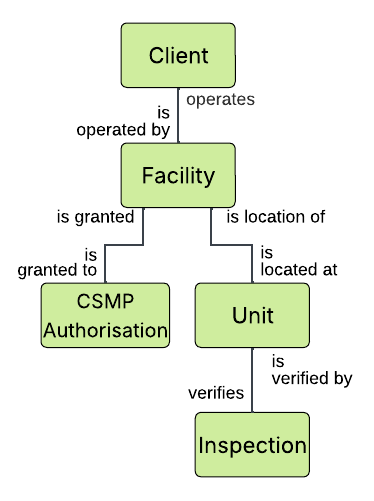 Client
operates
is
operated by
Facility
is granted
is location of
is
granted to
is
located at
CSMP
Authorisation
Unit
is
verified by
verifies
Inspection